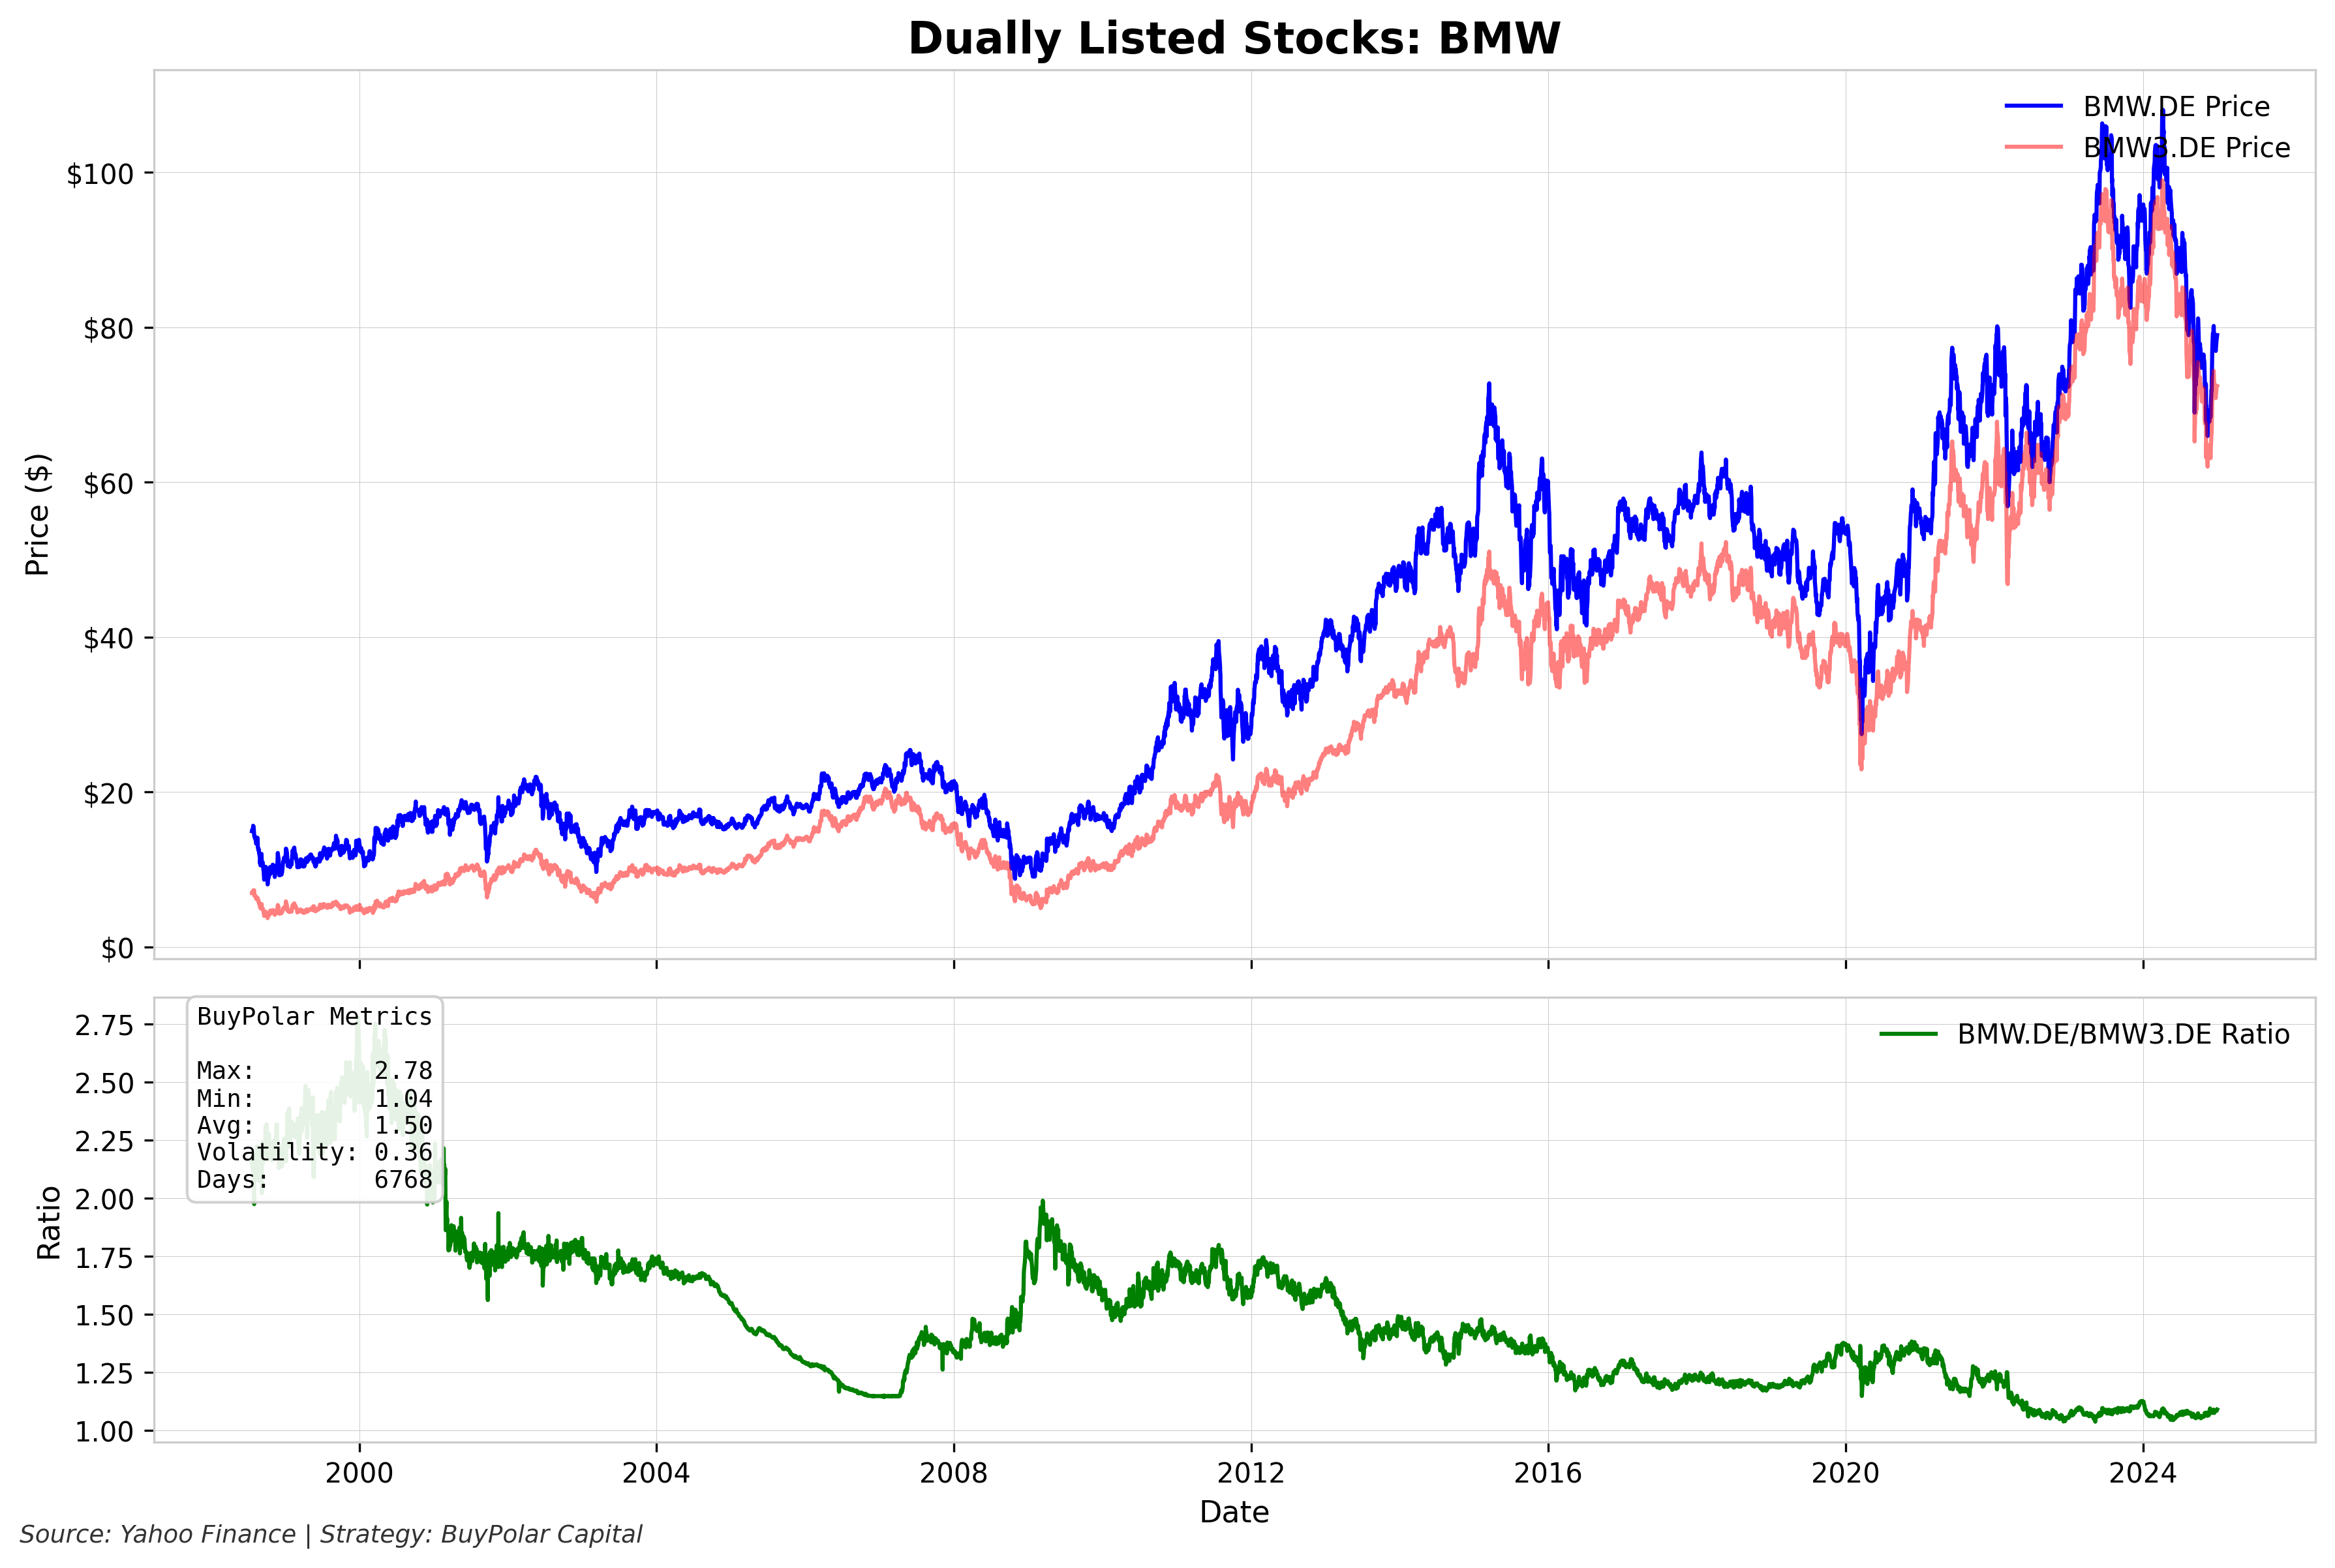 Dually Listed Stocks: BMW
BMW.DE Price
BMW3.DE Price
Price ($)
$100
$80
$60
$40
$20
$0
BuyPolar Metrics
Max: 2.78
Min: 1.04
Avg: 1.50
Volatility: 0.36
Days: 6768
BMW.DE/BMW3.DE Ratio
Ratio
2.75
2.50
2.25
2.00
1.75
1.50
1.25
1.00
2000 2004 2008 2012 2016 2020 2024
Date
Source: Yahoo Finance | Strategy: BuyPolar Capital